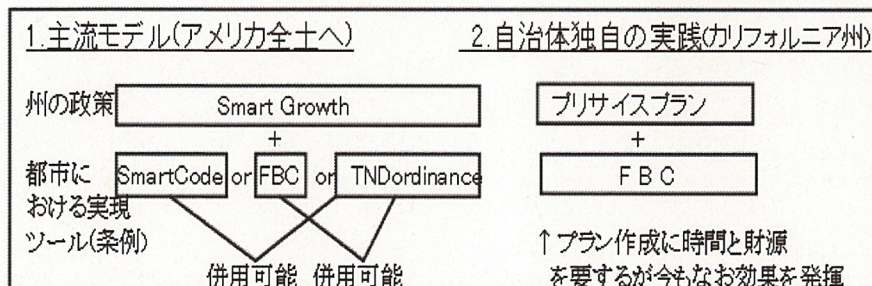 1.主流モデル(アメリカ全土へ)
2.自治体独自の実践(カリフォルニア州)
州の政策
Smart Growth
プリサイスプラン
+
+
都市に
おける実現
ツール(条例)
SmartCode or FBC or TNDordinance
FBC
併用可能 併用可能
↑プラン作成に時間と財源
を要するが今もなお効果を発揮